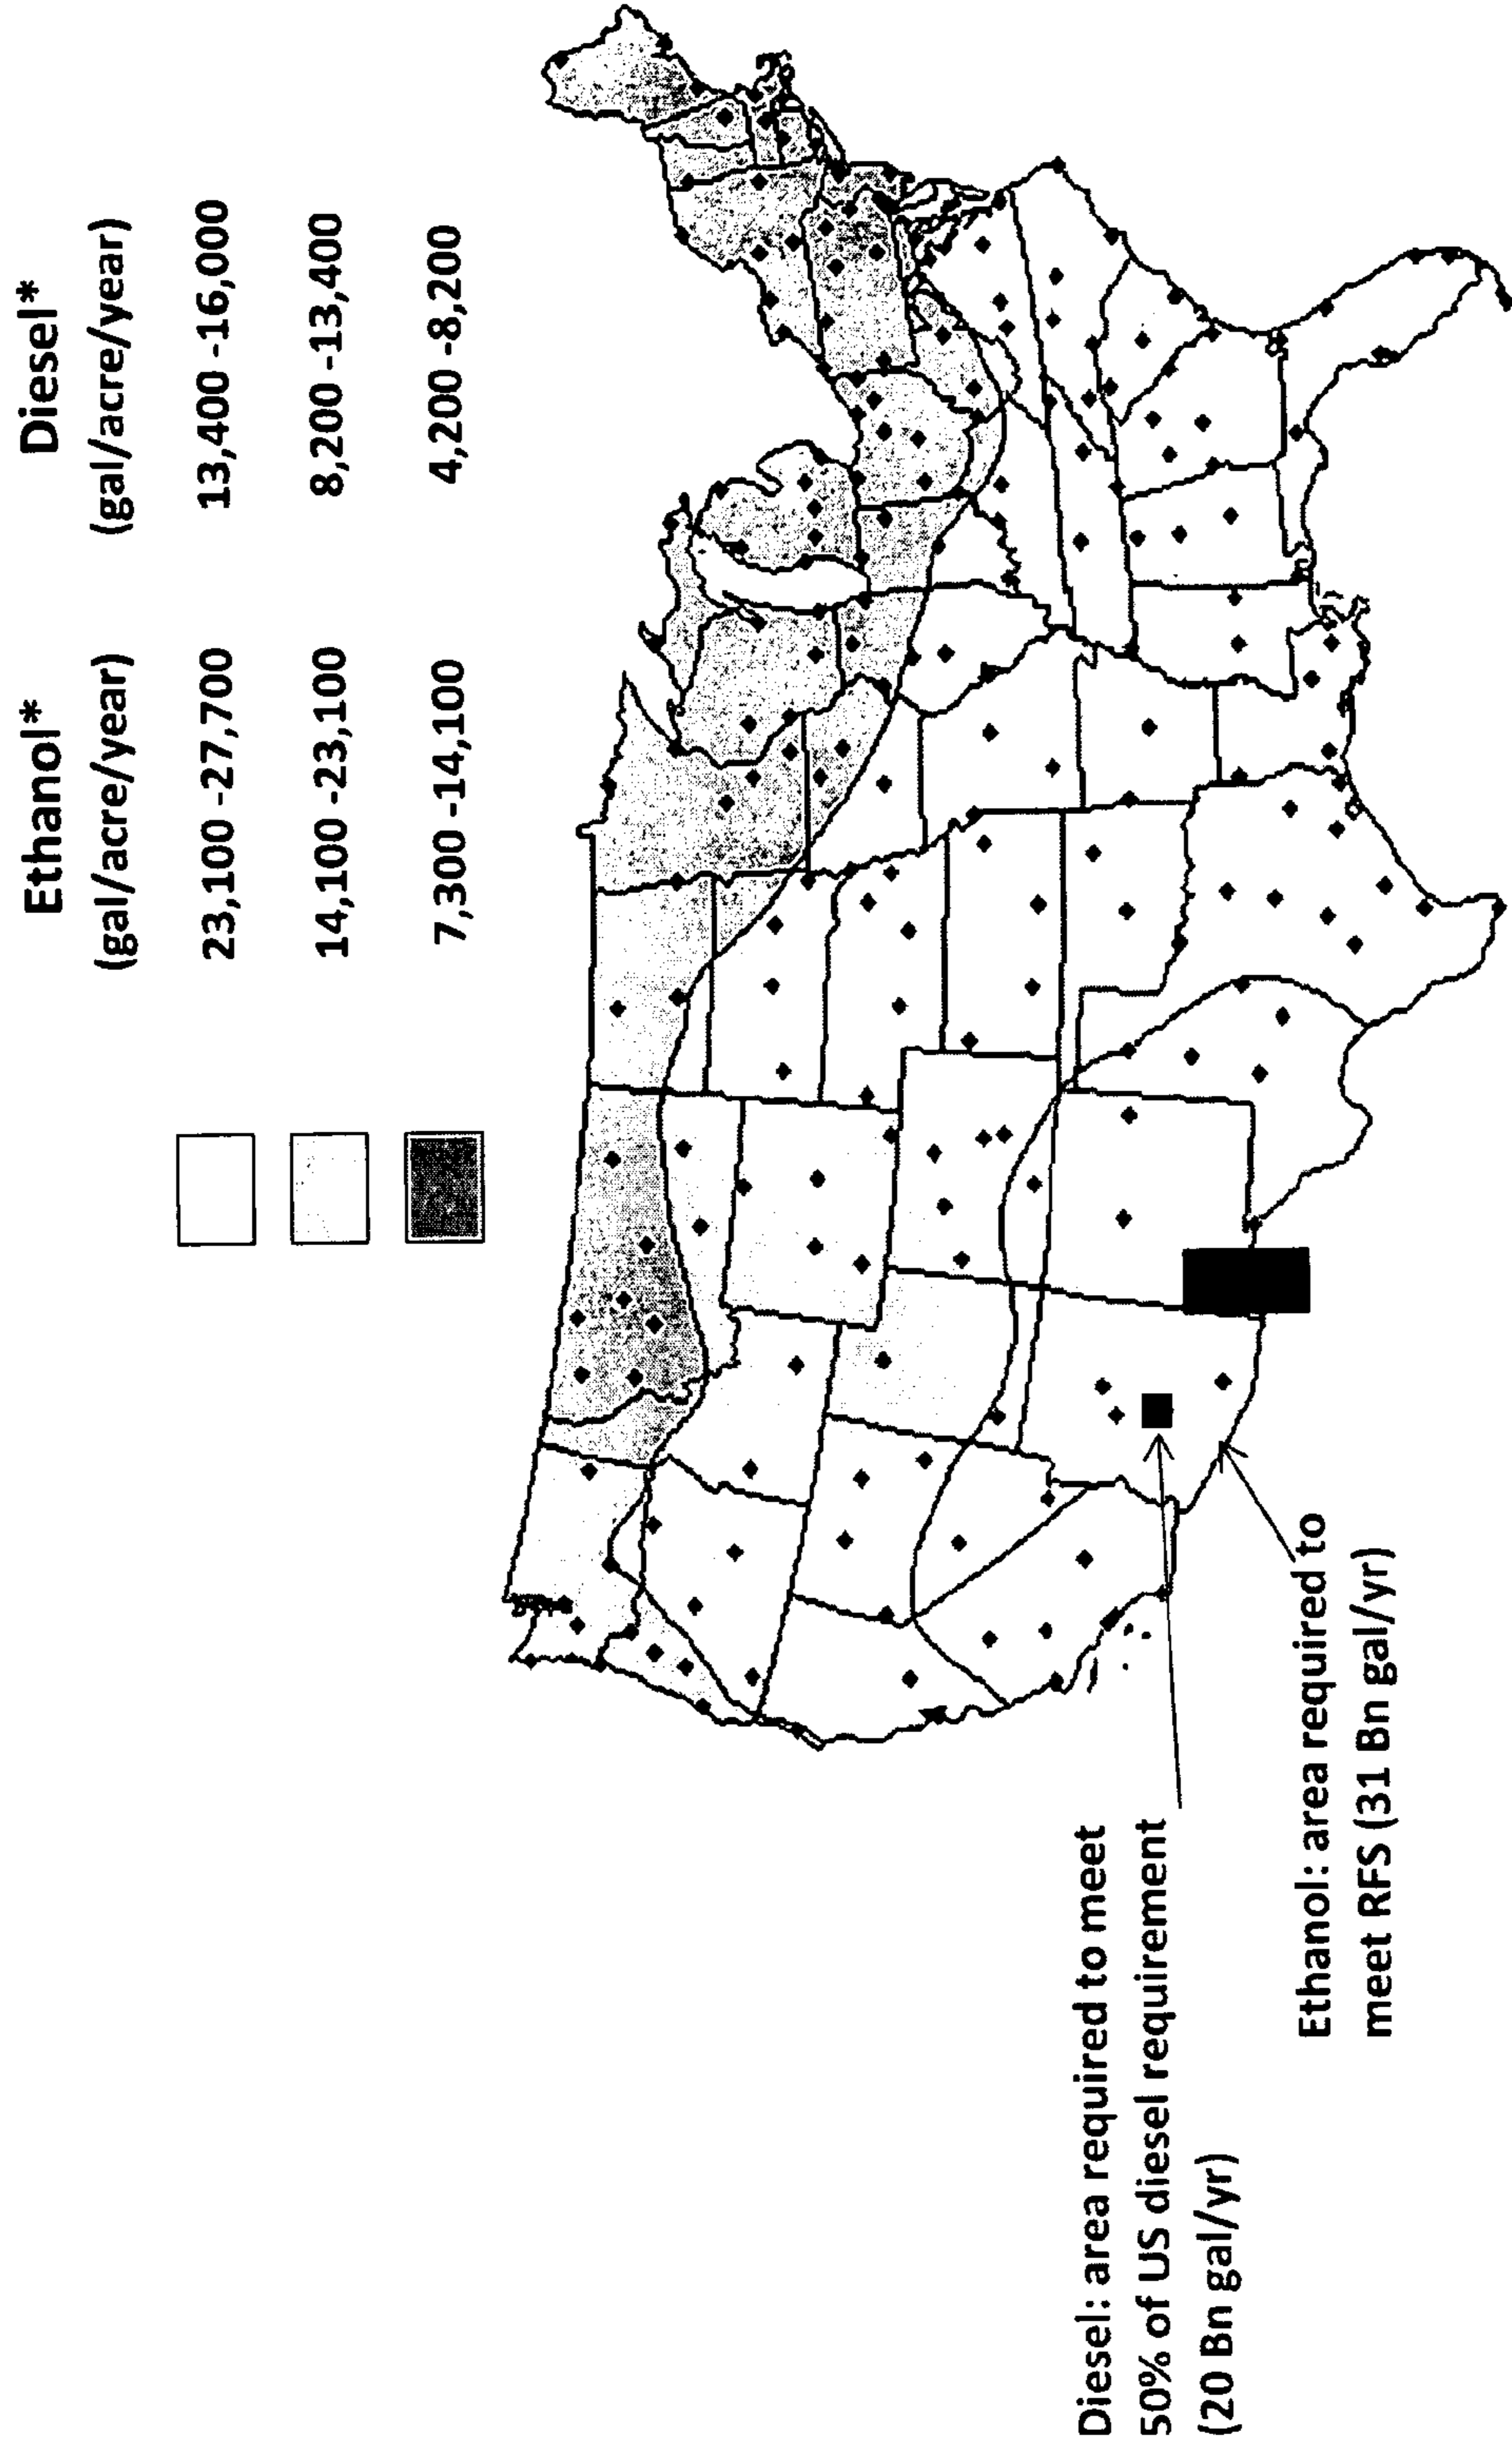 Ethanol*
Diesel*
(gal/acre/year)
(gal/acre/year)
23,100 -27,700
13,400 -16,000
14,100 -23,100
8,200 -13,400
7,300 -14,100
4,200 -8,200
Diesel: area required to meet
50% of US diesel requirement
(20 Bn gal/yr)
Ethanol: area required to
meet RFS (31 Bn gal/yr)